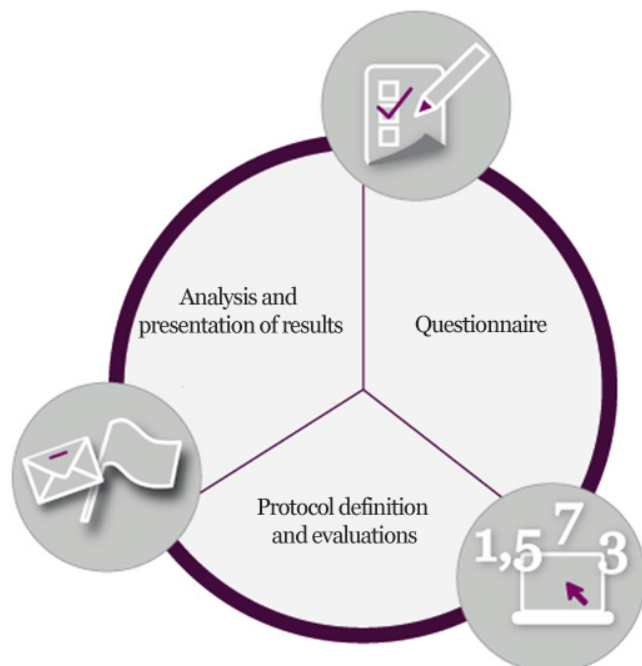 Analysis and
presentation of results
Questionnaire
Protocol definition
and evaluations
1,5
7
3